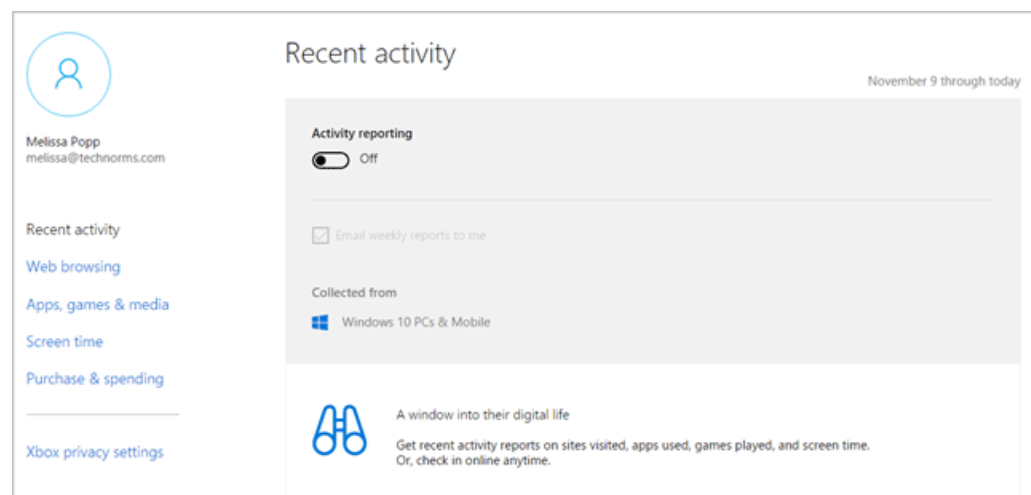 Recent activity
November 9 through today
Melissa Popp
melissa@technorms.com
Recent activity
Web browsing
Apps, games & media
Screen time
Purchase & spending
Xbox privacy settings
Activity reporting
Off
Email weekly reports to me
Collected from
Windows 10 PCs & Mobile
A window into their digital life
Get recent activity reports on sites visited, apps used, games played, and screen time.
Or, check in online anytime.